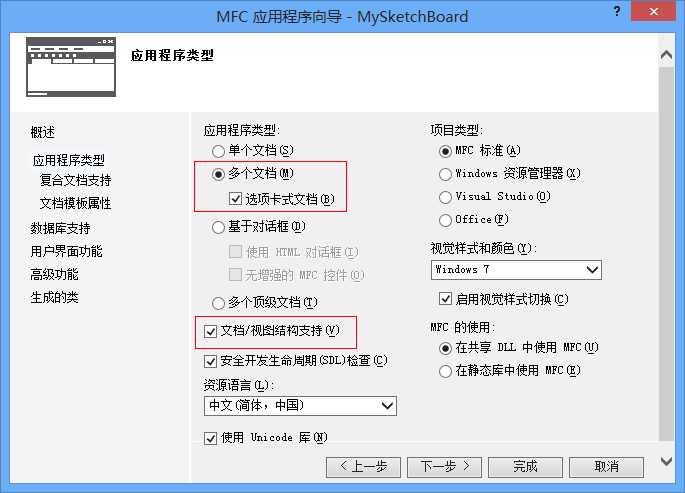 MFC 应用程序向导 - MySketchBoard
?
应用程序类型
概述
应用程序类型
复合文档支持
文档模板属性
数据库支持
用户界面功能
高级功能
生成的类
应用程序类型:
单个文档(S)
多个文档(M)
选项卡式文档(B)
基于对话框(D)
使用 HTML 对话框(I)
无增强的 MFC 控件(O)
多个顶级文档(T)
文档/视图结构支持(V)
安全开发生命周期(SDL)检查(C)
资源语言(L):
中文(简体，中国)
使用 Unicode 库(N)
项目类型:
MFC 标准(A)
Windows 资源管理器(X)
Visual Studio(O)
Office(F)
视觉样式和颜色(Y):
Windows 7
启用视觉样式切换(C)
MFC 的使用:
在共享 DLL 中使用 MFC(U)
在静态库中使用 MFC(E)
< 上一步
下一步 >
完成
取消